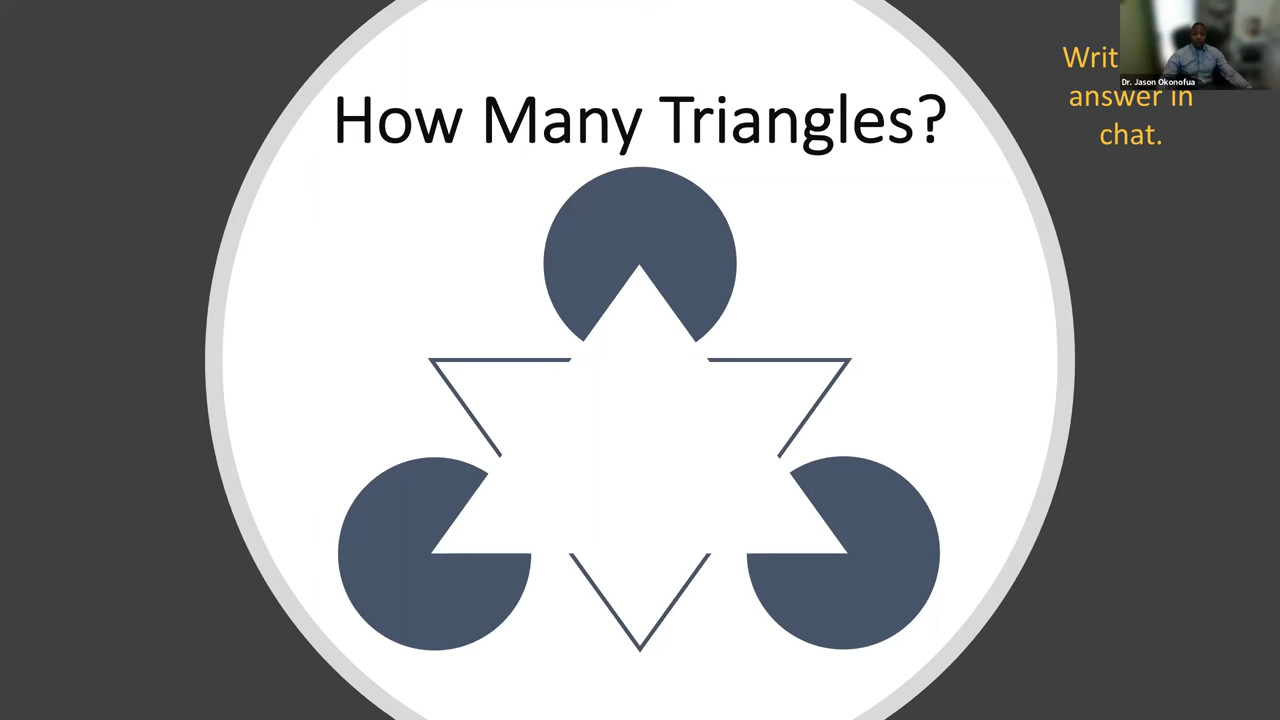 How Many Triangles?
Writ
answer in
chat.
Dr. Jason Okonofua